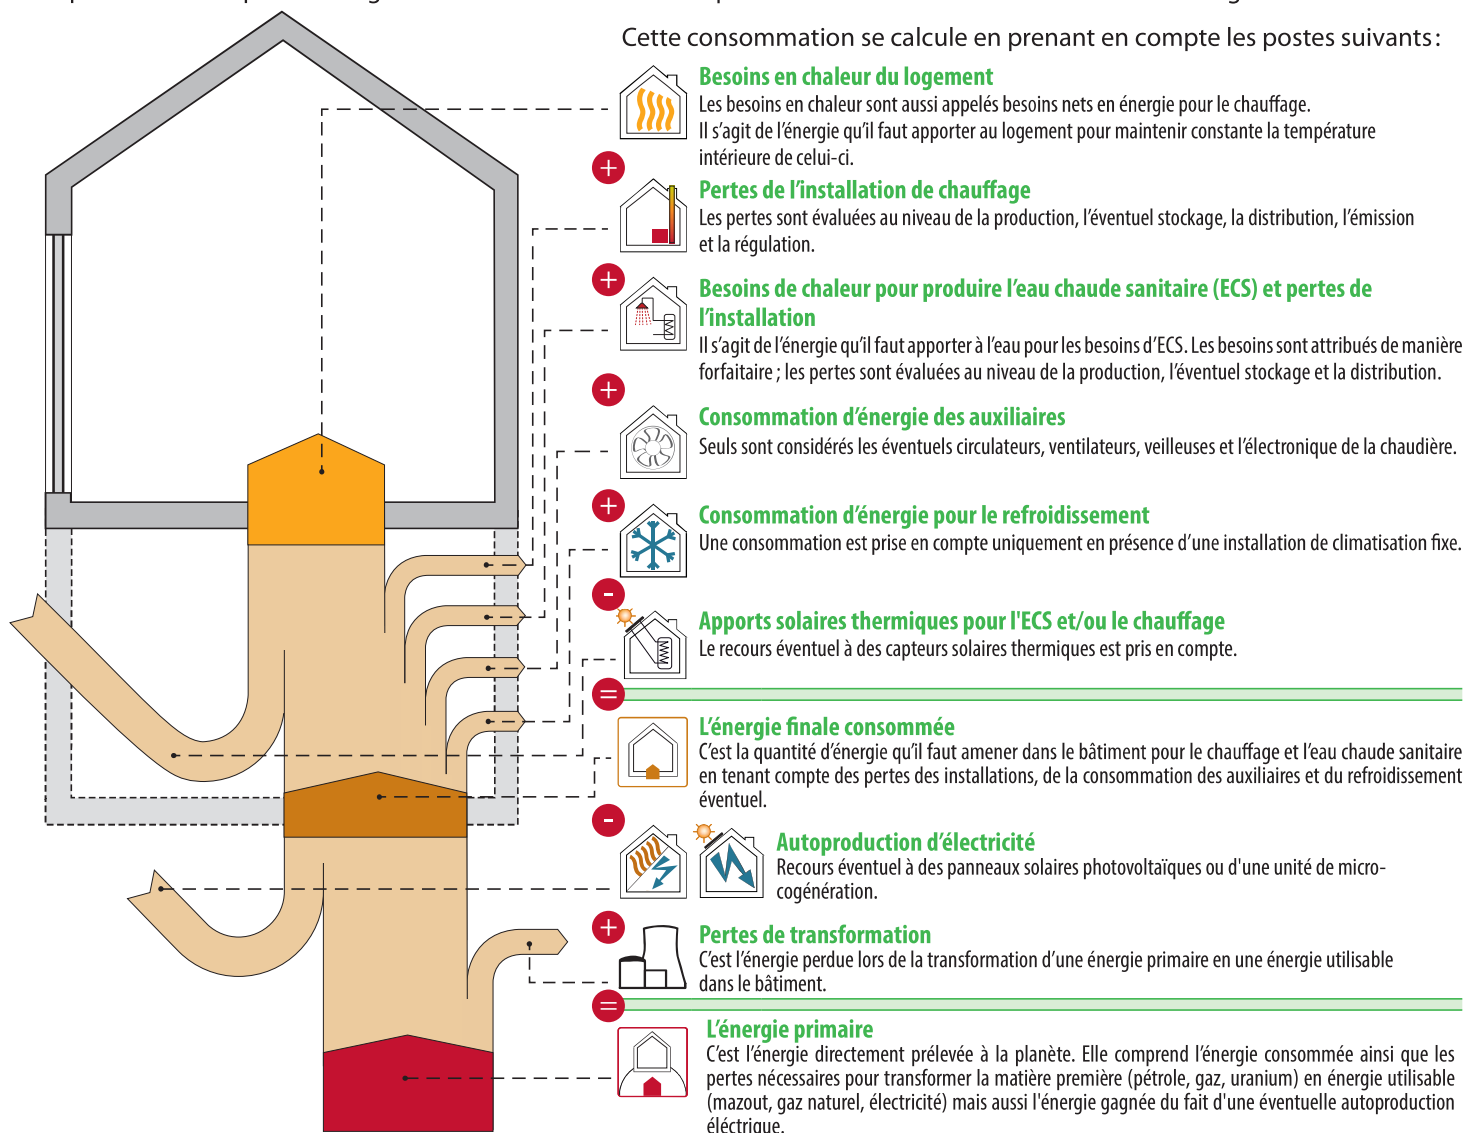 Cette consommation se calcule en prenant en compte les postes suivants :
Besoins en chaleur du logement
Les besoins en chaleur sont aussi appelés besoins nets en énergie pour le chauffage.
Il s’agit de l’énergie qu’il faut apporter au logement pour maintenir constante la température
intérieure de celui-ci.
+
Pertes de l’installation de chauffage
Les pertes sont évaluées au niveau de la production, l’éventuel stockage, la distribution, l’émission
et la régulation.
+
Besoins de chaleur pour produire l’eau chaude sanitaire (ECS) et pertes de
l’installation
Il s’agit de l’énergie qu’il faut apporter à l’eau pour les besoins d’ECS. Les besoins sont attribués de manière
forfaitaire ; les pertes sont évaluées au niveau de la production, l’éventuel stockage et la distribution.
+
Consommation d’énergie des auxiliaires
Seuls sont considérés les éventuels circulateurs, ventilateurs, veilleuses et l’électronique de la chaudière.
+
Consommation d’énergie pour le refroidissement
Une consommation est prise en compte uniquement en présence d’une installation de climatisation fixe.
-
Apports solaires thermiques pour l'ECS et/ou le chauffage
Le recours éventuel à des capteurs solaires thermiques est pris en compte.
=
L’énergie finale consommée
C’est la quantité d’énergie qu’il faut amener dans le bâtiment pour le chauffage et l’eau chaude sanitaire
en tenant compte des pertes des installations, de la consommation des auxiliaires et du refroidissement
éventuel.
-
Autoproduction d’électricité
Recours éventuel à des panneaux solaires photovoltaïques ou d'une unité de micro-
cogénération.
+
Pertes de transformation
C’est l’énergie perdue lors de la transformation d’une énergie primaire en une énergie utilisable
dans le bâtiment.
=
L’énergie primaire
C’est l’énergie directement prélevée à la planète. Elle comprend l’énergie consommée ainsi que les
pertes nécessaires pour transformer la matière première (pétrole, gaz, uranium) en énergie utilisable
(mazout, gaz naturel, électricité) mais aussi l'énergie gagnée du fait d'une éventuelle autoproduction
éléctrique.